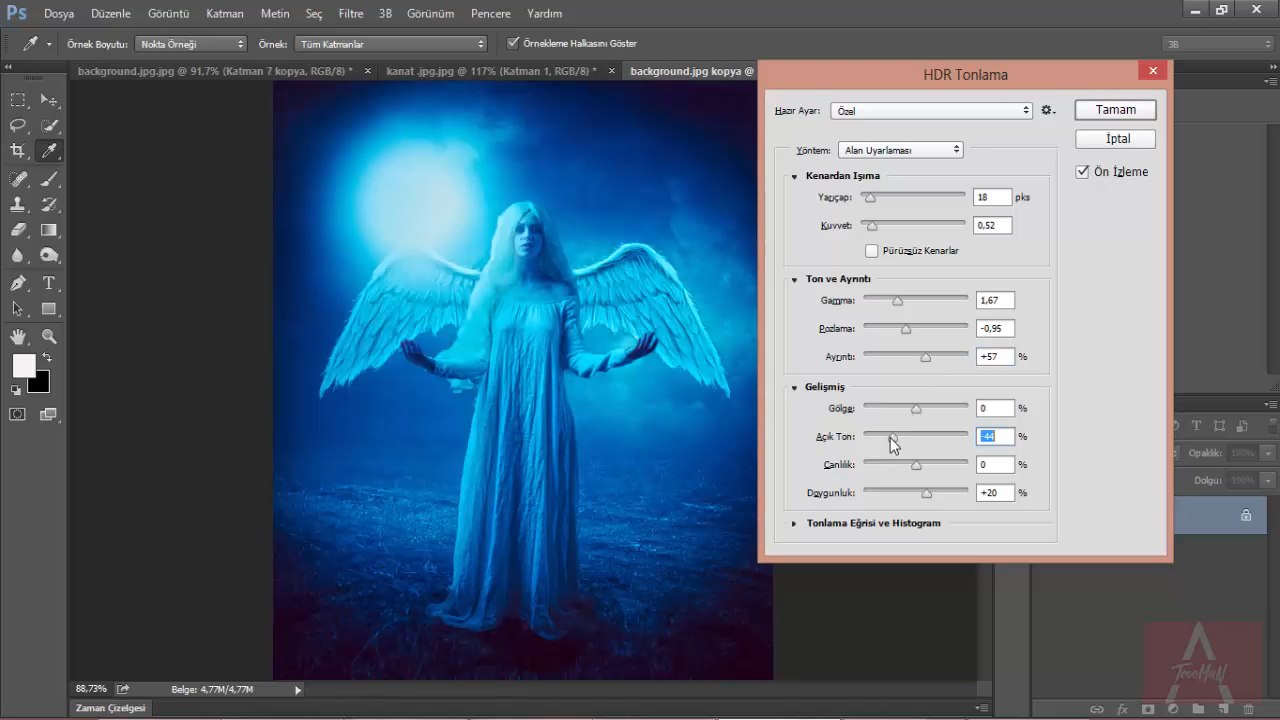 Ps Dosya Düzenle Görüntü Katman Metin Seç Filtre 3B Görünüm Pencere Yardım
Örnek Boyutu: Nokta Örneği Örnek: Tüm Katmanlar Örnekleme Halkasını Göster 3B
background.jpg.jpg @ 91,7% (Katman 7 kopya, RGB/8) * kanat .jpg.jpg @ 117% (Katman 1, RGB/8) * background.jpg kopya @
HDR Tonlama
Hazır Ayar: Özel
Tamam
İptal
Ön İzleme
Yöntem: Alan Uyarlaması
Kenardan Işıma
Yarıçap: 18 pks
Kuvvet: 0,52
Pürüzsüz Kenarlar
Ton ve Ayrıntı
Gamma: 1,67
Pozlama: -0,95
Ayrıntı: +57 %
Gelişmiş
Gölge: 0 %
Açık Ton: -44 %
Canlılık: 0 %
Doygunluk: +20 %
Tonlama Eğrisi ve Histogram
Opaklık: 100%
Dolgu: 100%
TeoMaN
88,73% Belge: 4,77M/4,77M
Zaman Çizelgesi
fx